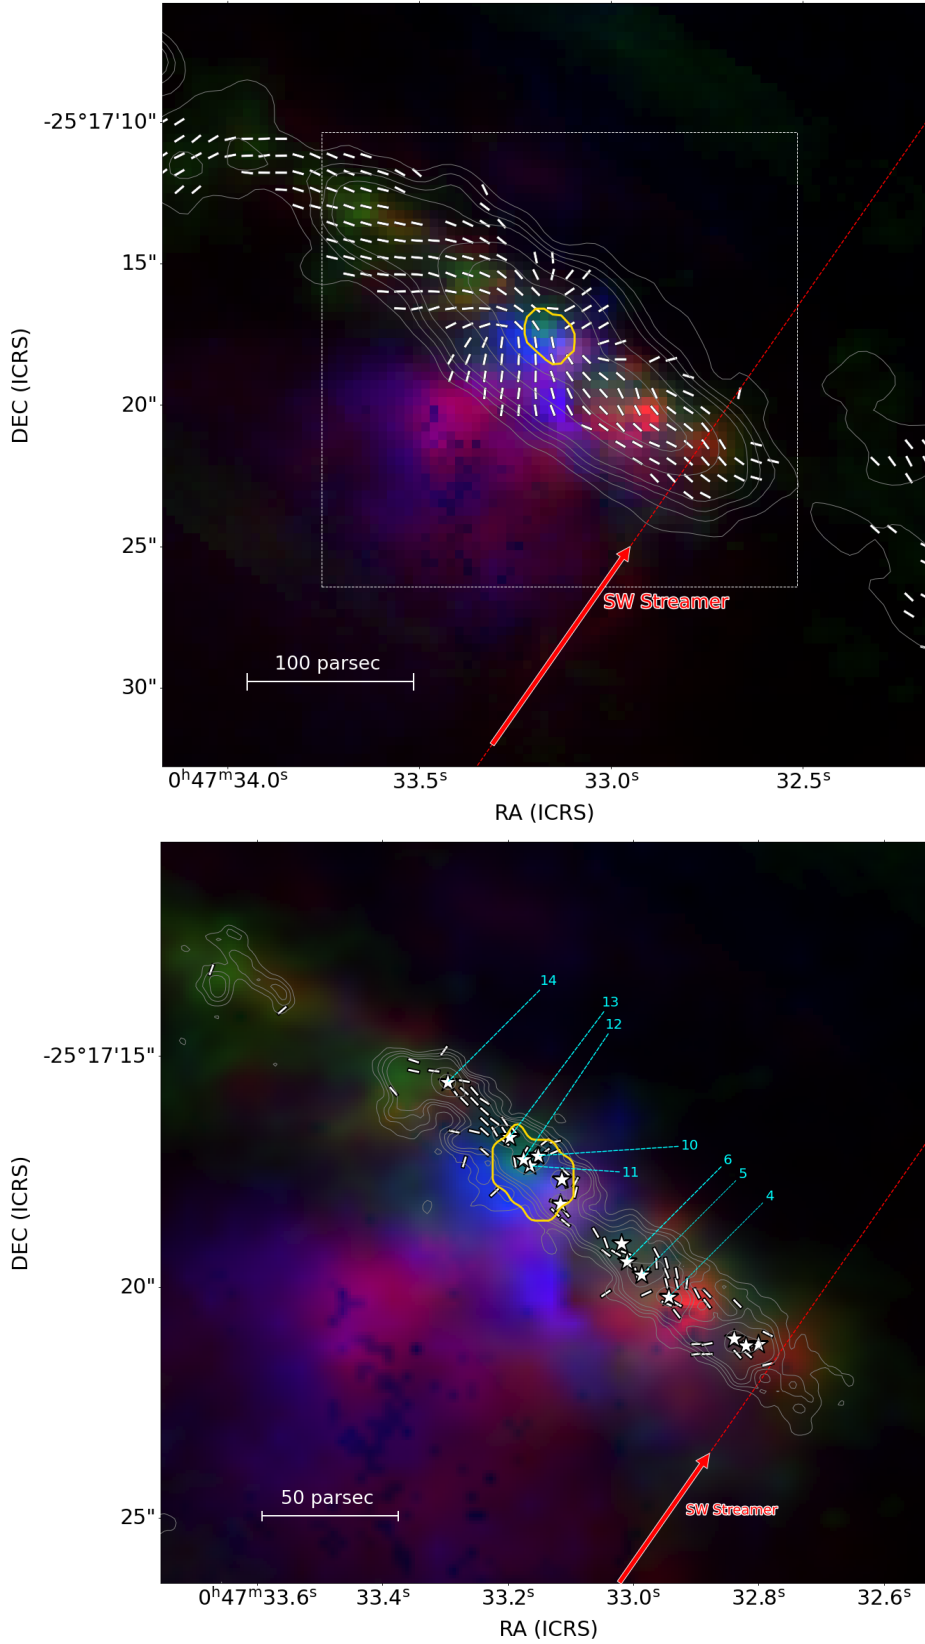 -25°17'10"
15"
20"
25"
30"
DEC (ICRS)
SW Streamer
100 parsec
0ʰ47ᵐ34.0ˢ
33.5ˢ
33.0ˢ
32.5ˢ
RA (ICRS)
14
13
12
10
11
6
5
4
-25°17'15"
20"
25"
DEC (ICRS)
50 parsec
SW Streamer
0ʰ47ᵐ33.6ˢ
33.4ˢ
33.2ˢ
33.0ˢ
32.8ˢ
32.6ˢ
RA (ICRS)